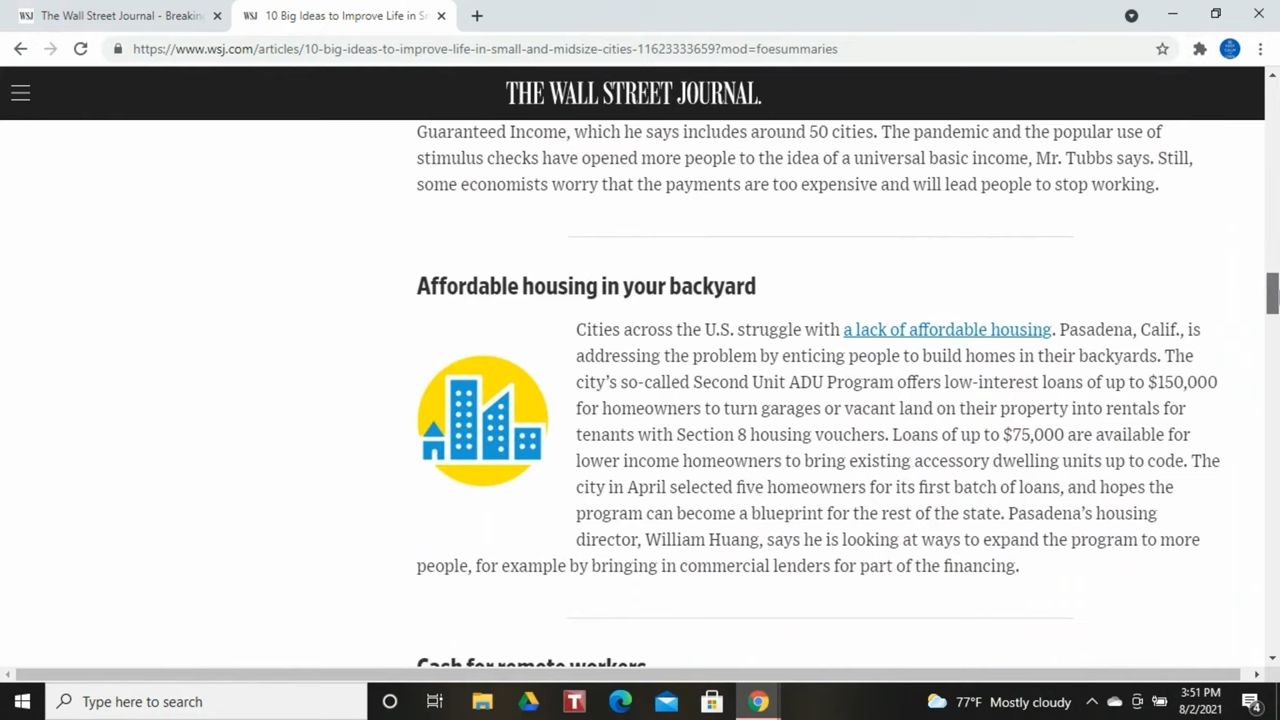 WSJ The Wall Street Journal - Breaking
WSJ 10 Big Ideas to Improve Life in Sm
https://www.wsj.com/articles/10-big-ideas-to-improve-life-in-small-and-midsize-cities-11623333659?mod=foesummaries
THE WALL STREET JOURNAL.
Guaranteed Income, which he says includes around 50 cities. The pandemic and the popular use of
stimulus checks have opened more people to the idea of a universal basic income, Mr. Tubbs says. Still,
some economists worry that the payments are too expensive and will lead people to stop working.
Affordable housing in your backyard
Cities across the U.S. struggle with a lack of affordable housing. Pasadena, Calif., is
addressing the problem by enticing people to build homes in their backyards. The
city’s so-called Second Unit ADU Program offers low-interest loans of up to $150,000
for homeowners to turn garages or vacant land on their property into rentals for
tenants with Section 8 housing vouchers. Loans of up to $75,000 are available for
lower income homeowners to bring existing accessory dwelling units up to code. The
city in April selected five homeowners for its first batch of loans, and hopes the
program can become a blueprint for the rest of the state. Pasadena’s housing
director, William Huang, says he is looking at ways to expand the program to more
people, for example by bringing in commercial lenders for part of the financing.
Cash for remote workers
Type here to search
T
77°F Mostly cloudy
3:51 PM
8/2/2021
4